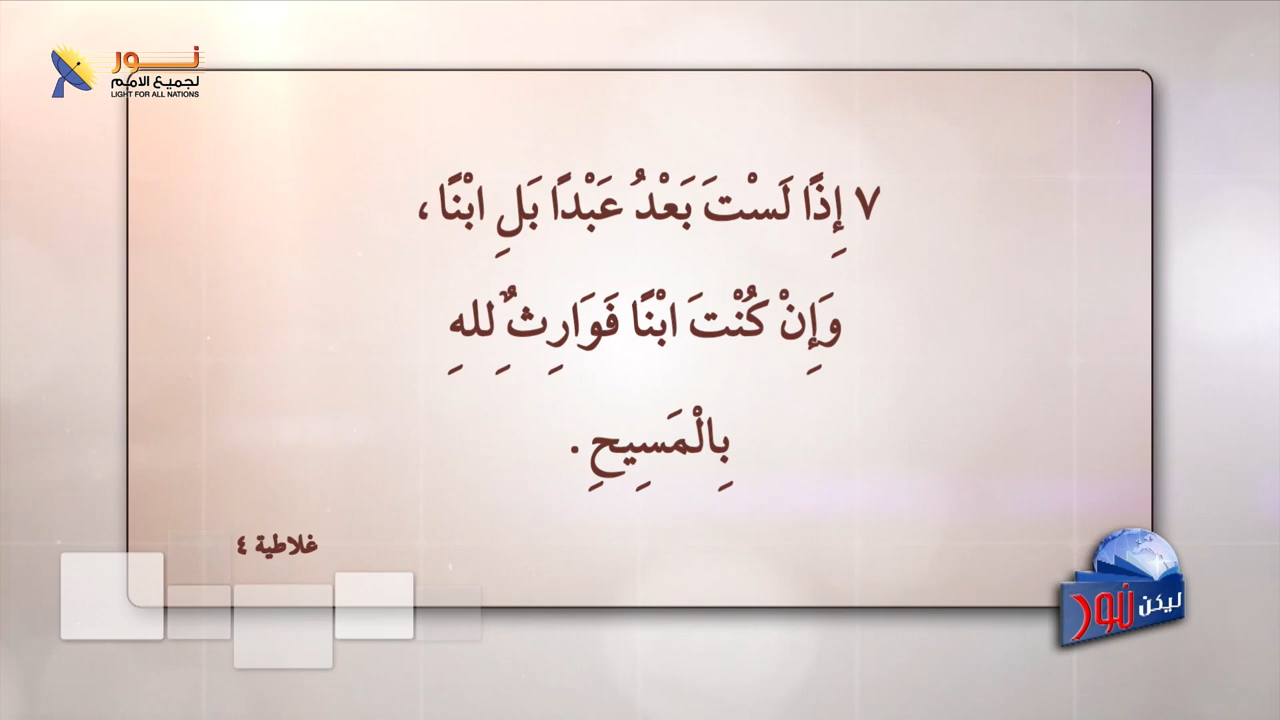 نور
لجميع الامم
LIGHT FOR ALL NATIONS
٧ إِذًا لَسْتَ بَعْدُ عَبْدًا بَلِ ابْنًا،
وَإِنْ كُنْتَ ابْنًا فَوَارِثٌ لِلهِ
بِالْمَسِيحِ.
غلاطية ٤
ليكن نور